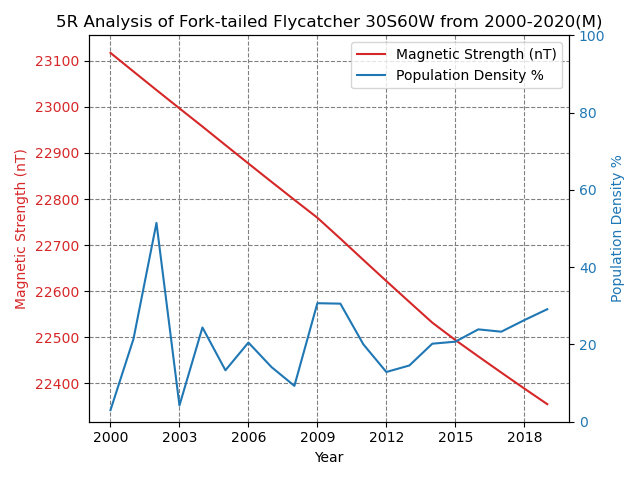 5R Analysis of Fork-tailed Flycatcher 30S60W from 2000-2020(M)
Magnetic Strength (nT)
Population Density %
23100
23000
22900
22800
22700
22600
22500
22400
Magnetic Strength (nT)
100
80
60
40
20
0
Population Density %
2000 2003 2006 2009 2012 2015 2018
Year